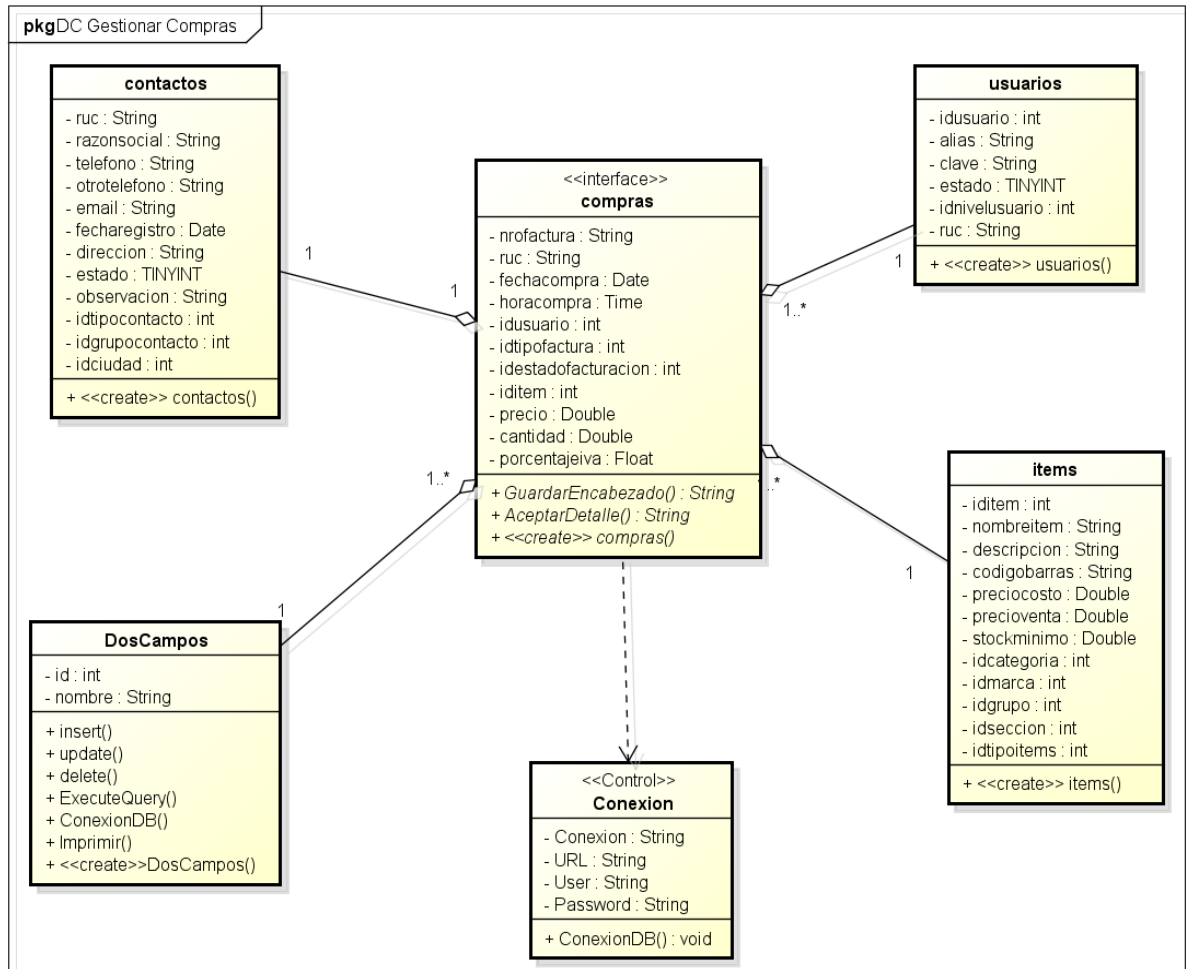 pkgDC Gestionar Compras
contactos
- ruc : String
- razonsocial : String
- telefono : String
- otrotelefono : String
- email : String
- fecharegistro : Date
- direccion : String
- estado : TINYINT
- observacion : String
- idtipocontacto : int
- idgrupocontacto : int
- idciudad : int
+ <<create>> contactos()
1
1
<<interface>>
compras
- nrofactura : String
- ruc : String
- fechacompra : Date
- horacompra : Time
- idusuario : int
- idtipofactura : int
- idestadofacturacion : int
- iditem : int
- precio : Double
- cantidad : Double
- porcentajeiva : Float
+ GuardarEncabezado() : String
+ AceptarDetalle() : String
+ <<create>> compras()
usuarios
- idusuario : int
- alias : String
- clave : String
- estado : TINYINT
- idnivelusuario : int
- ruc : String
+ <<create>> usuarios()
1
1..*
1..*
..*
1
1
items
- iditem : int
- nombreitem : String
- descripcion : String
- codigobarras : String
- preciocosto : Double
- precioventa : Double
- stockminimo : Double
- idcategoria : int
- idmarca : int
- idgrupo : int
- idseccion : int
- idtipoitems : int
+ <<create>> items()
DosCampos
- id : int
- nombre : String
+ insert()
+ update()
+ delete()
+ ExecuteQuery()
+ ConexionDB()
+ Imprimir()
+ <<create>>DosCampos()
<<Control>>
Conexion
- Conexion : String
- URL : String
- User : String
- Password : String
+ ConexionDB() : void